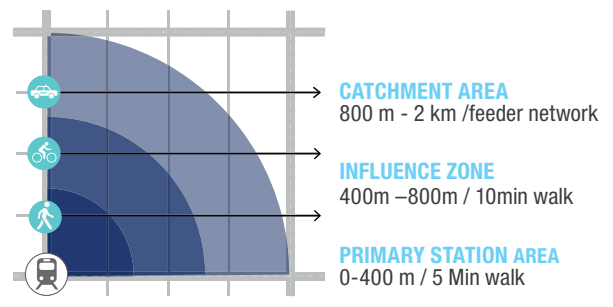 CATCHMENT AREA
800 m - 2 km /feeder network
INFLUENCE ZONE
400m –800m / 10min walk
PRIMARY STATION AREA
0-400 m / 5 Min walk